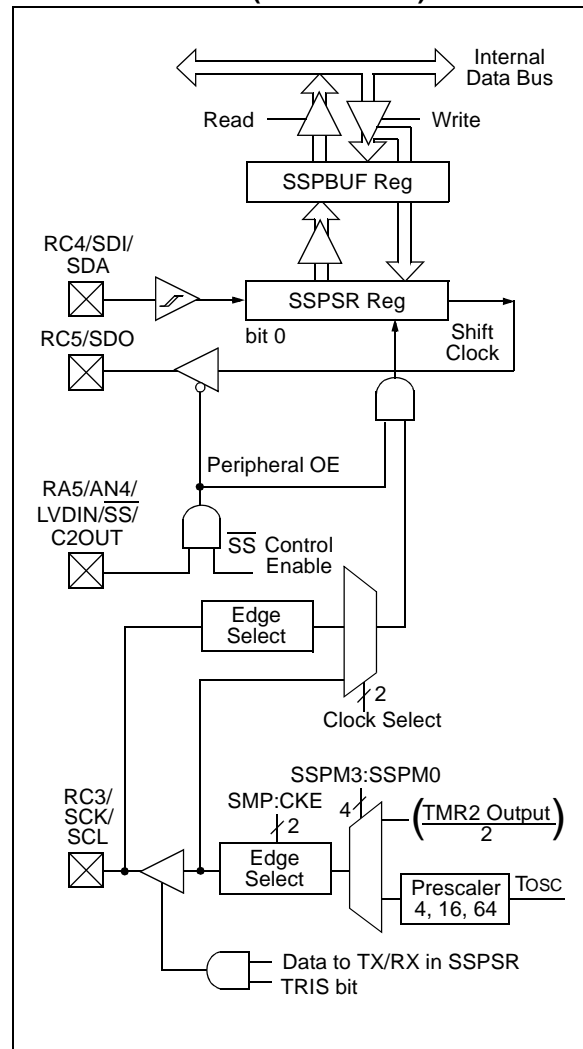 Internal
Data Bus
Read
Write
SSPBUF Reg
RC4/SDI/
SDA
SSPSR Reg
bit 0
Shift
Clock
RC5/SDO
Peripheral OE
RA5/AN4/
LVDIN/SS/
C2OUT
SS Control
Enable
Edge
Select
2
Clock Select
SSPM3:SSPM0
SMP:CKE
4
2
RC3/
SCK/
SCL
Edge
Select
(TMR2 Output
2)
Prescaler
4, 16, 64
TOSC
Data to TX/RX in SSPSR
TRIS bit